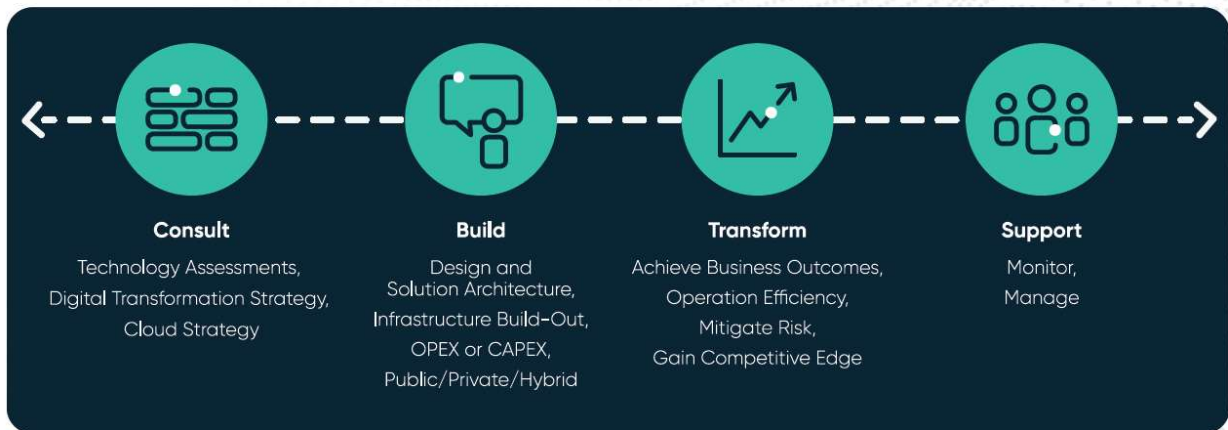 Consult
Technology Assessments,
Digital Transformation Strategy,
Cloud Strategy
Build
Design and
Solution Architecture,
Infrastructure Build-Out,
OPEX or CAPEX,
Public/Private/Hybrid
Transform
Achieve Business Outcomes,
Operation Efficiency,
Mitigate Risk,
Gain Competitive Edge
Support
Monitor,
Manage